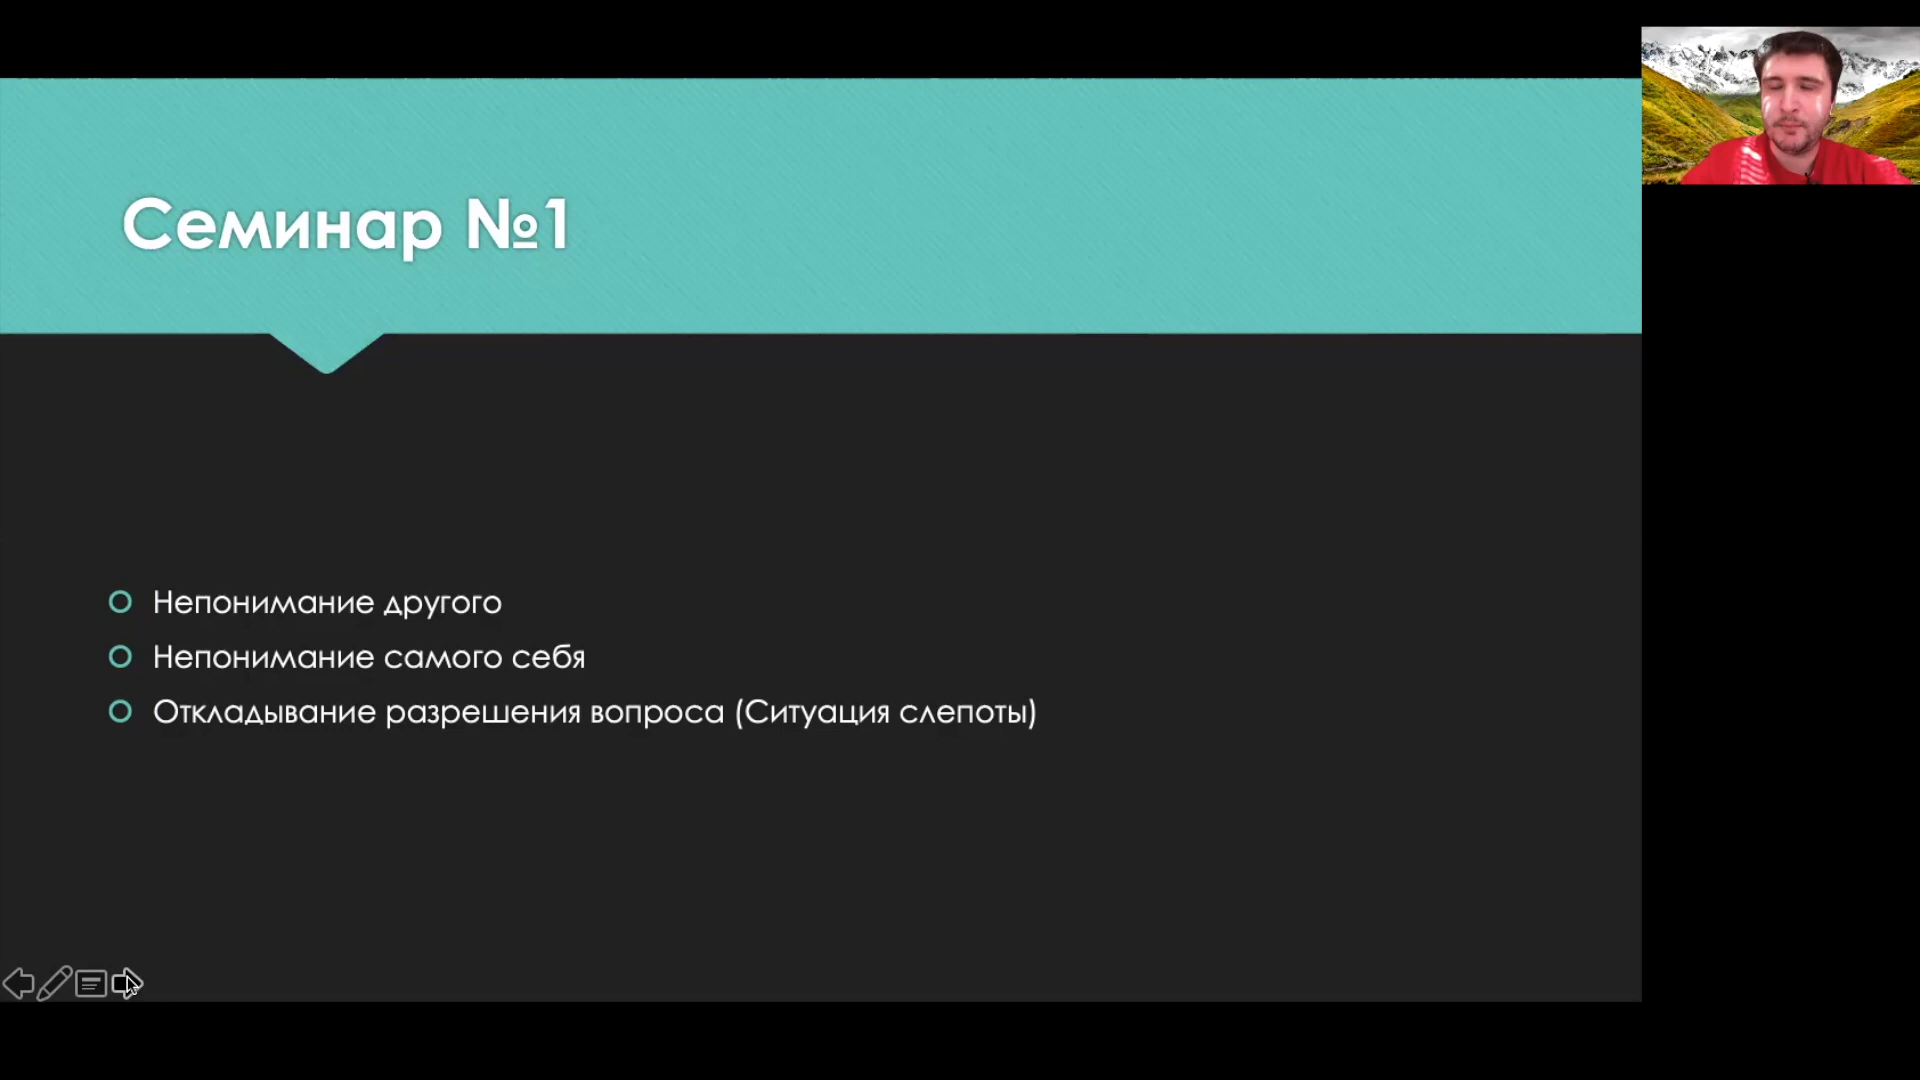 Семинар №1
Непонимание другого
Непонимание самого себя
Откладывание разрешения вопроса (Ситуация слепоты)